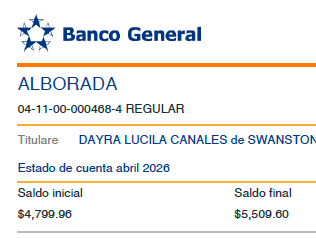 Banco General
ALBORADA
04-11-00-000468-4 REGULAR
Titulare DAYRA LUCILA CANALES de SWANSTON
Estado de cuenta abril 2026
Saldo inicial Saldo final
$4,799.96 $5,509.60